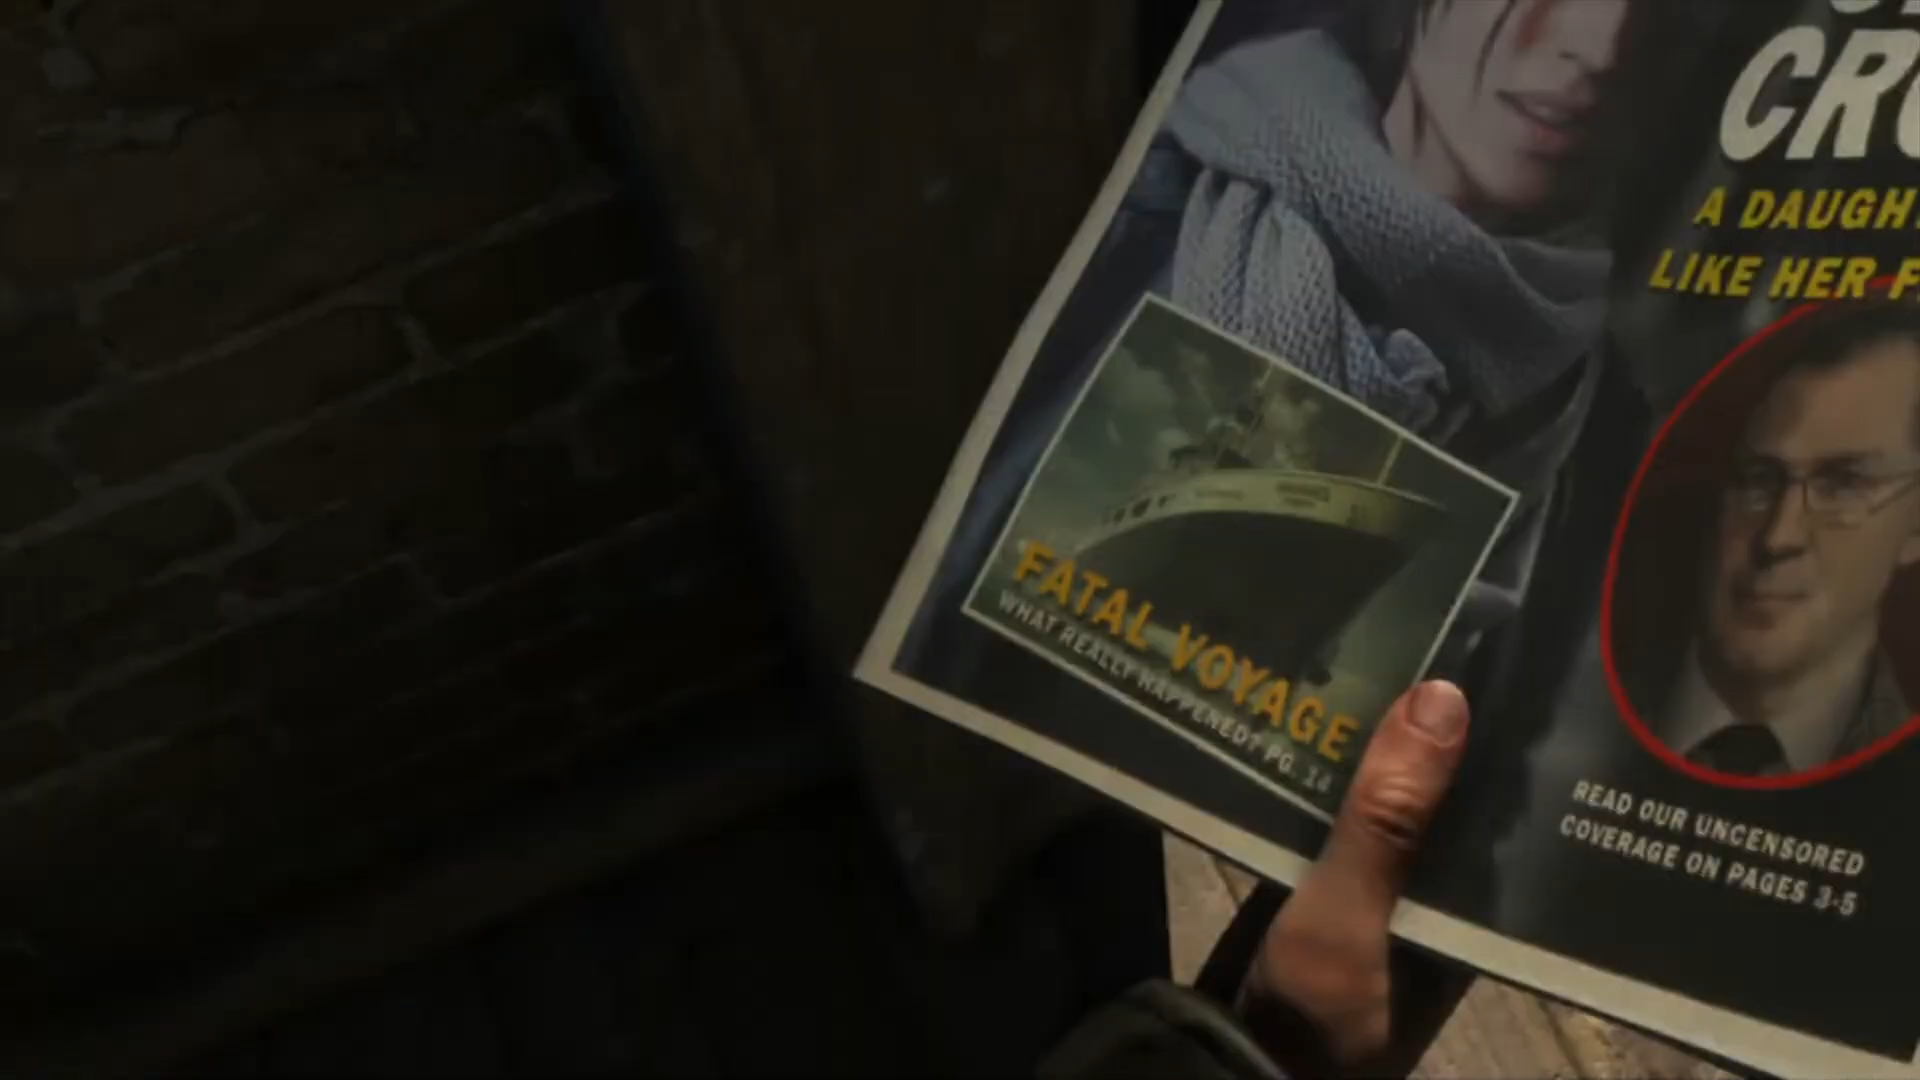 CR
A DAUGH
LIKE HER F
FATAL VOYAGE
WHAT REALLY HAPPENED? PG. 14
READ OUR UNCENSORED
COVERAGE ON PAGES 3-5